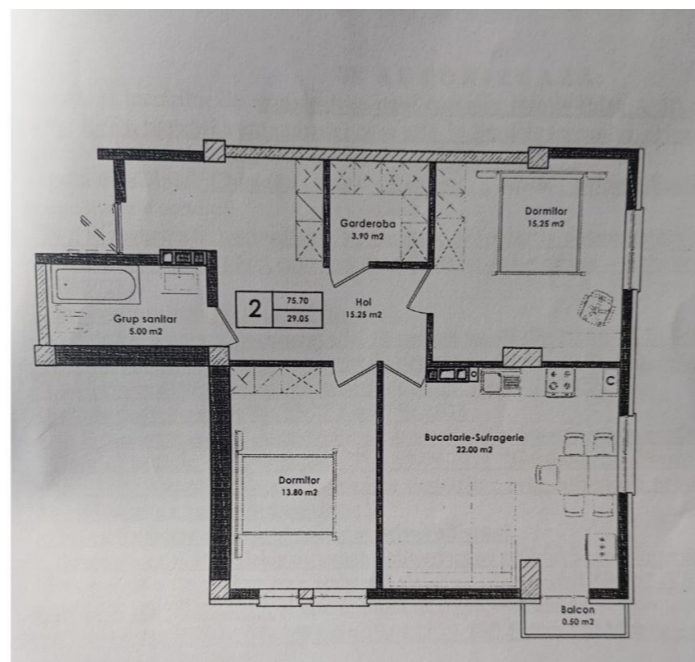 Garderoba
3.90 m2
Dormitor
15.25 m2
Grup sanitar
5.00 m2
2
75.70
29.05
Hol
15.25 m2
C
Bucatarie-Sufragerie
22.00 m2
Dormitor
13.80 m2
Balcon
0.50 m2